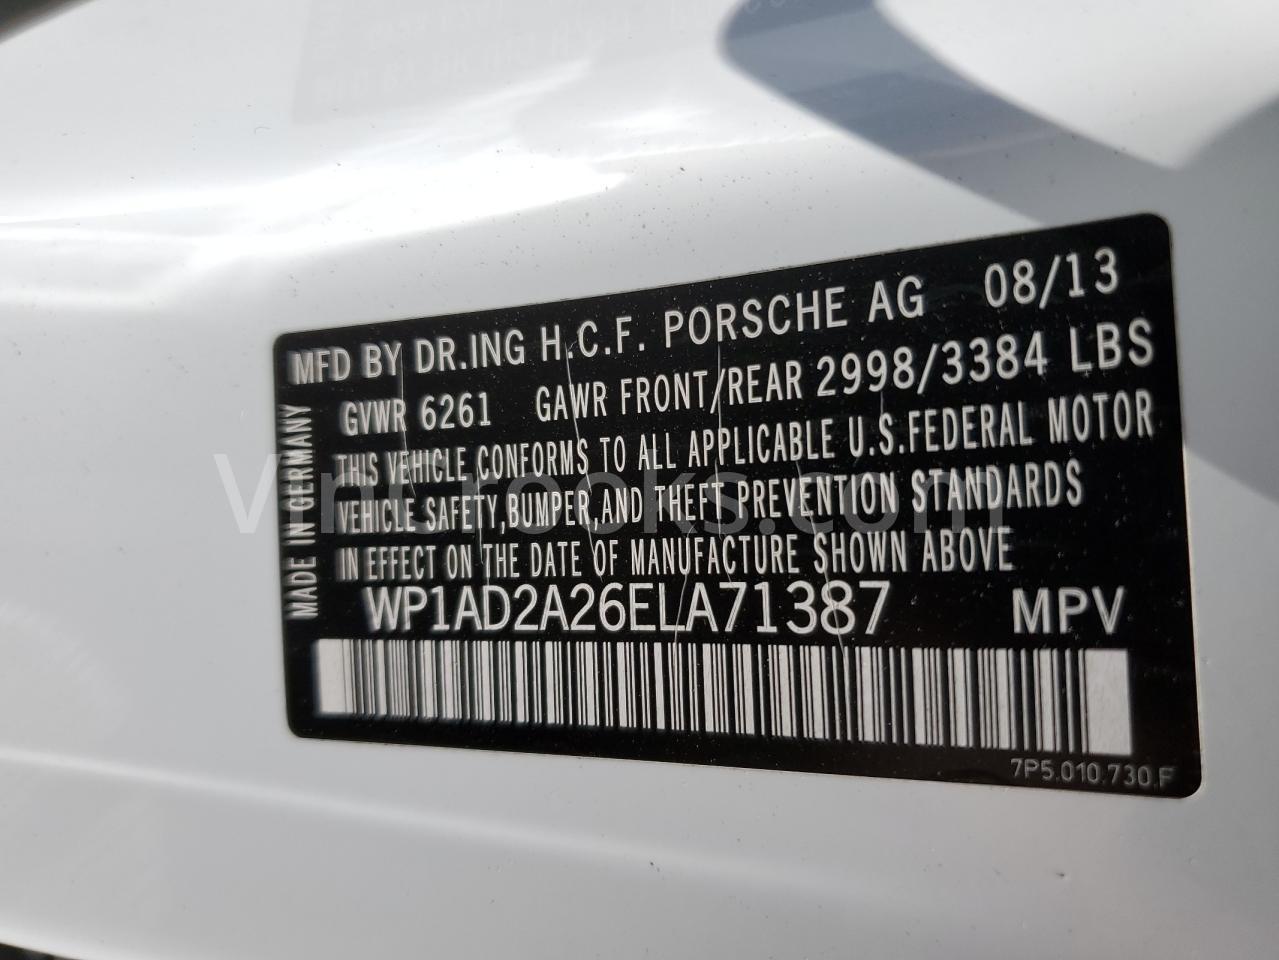 MFD BY DR.ING H.C.F. PORSCHE AG 08/13
GVWR 6261 GAWR FRONT/REAR 2998/3384 LBS
THIS VEHICLE CONFORMS TO ALL APPLICABLE U.S.FEDERAL MOTOR
VEHICLE SAFETY,BUMPER,AND THEFT PREVENTION STANDARDS
IN EFFECT ON THE DATE OF MANUFACTURE SHOWN ABOVE
WP1AD2A26ELA71387 MPV
7P5.010.730.F
MADE IN GERMANY
VinCrooks.com